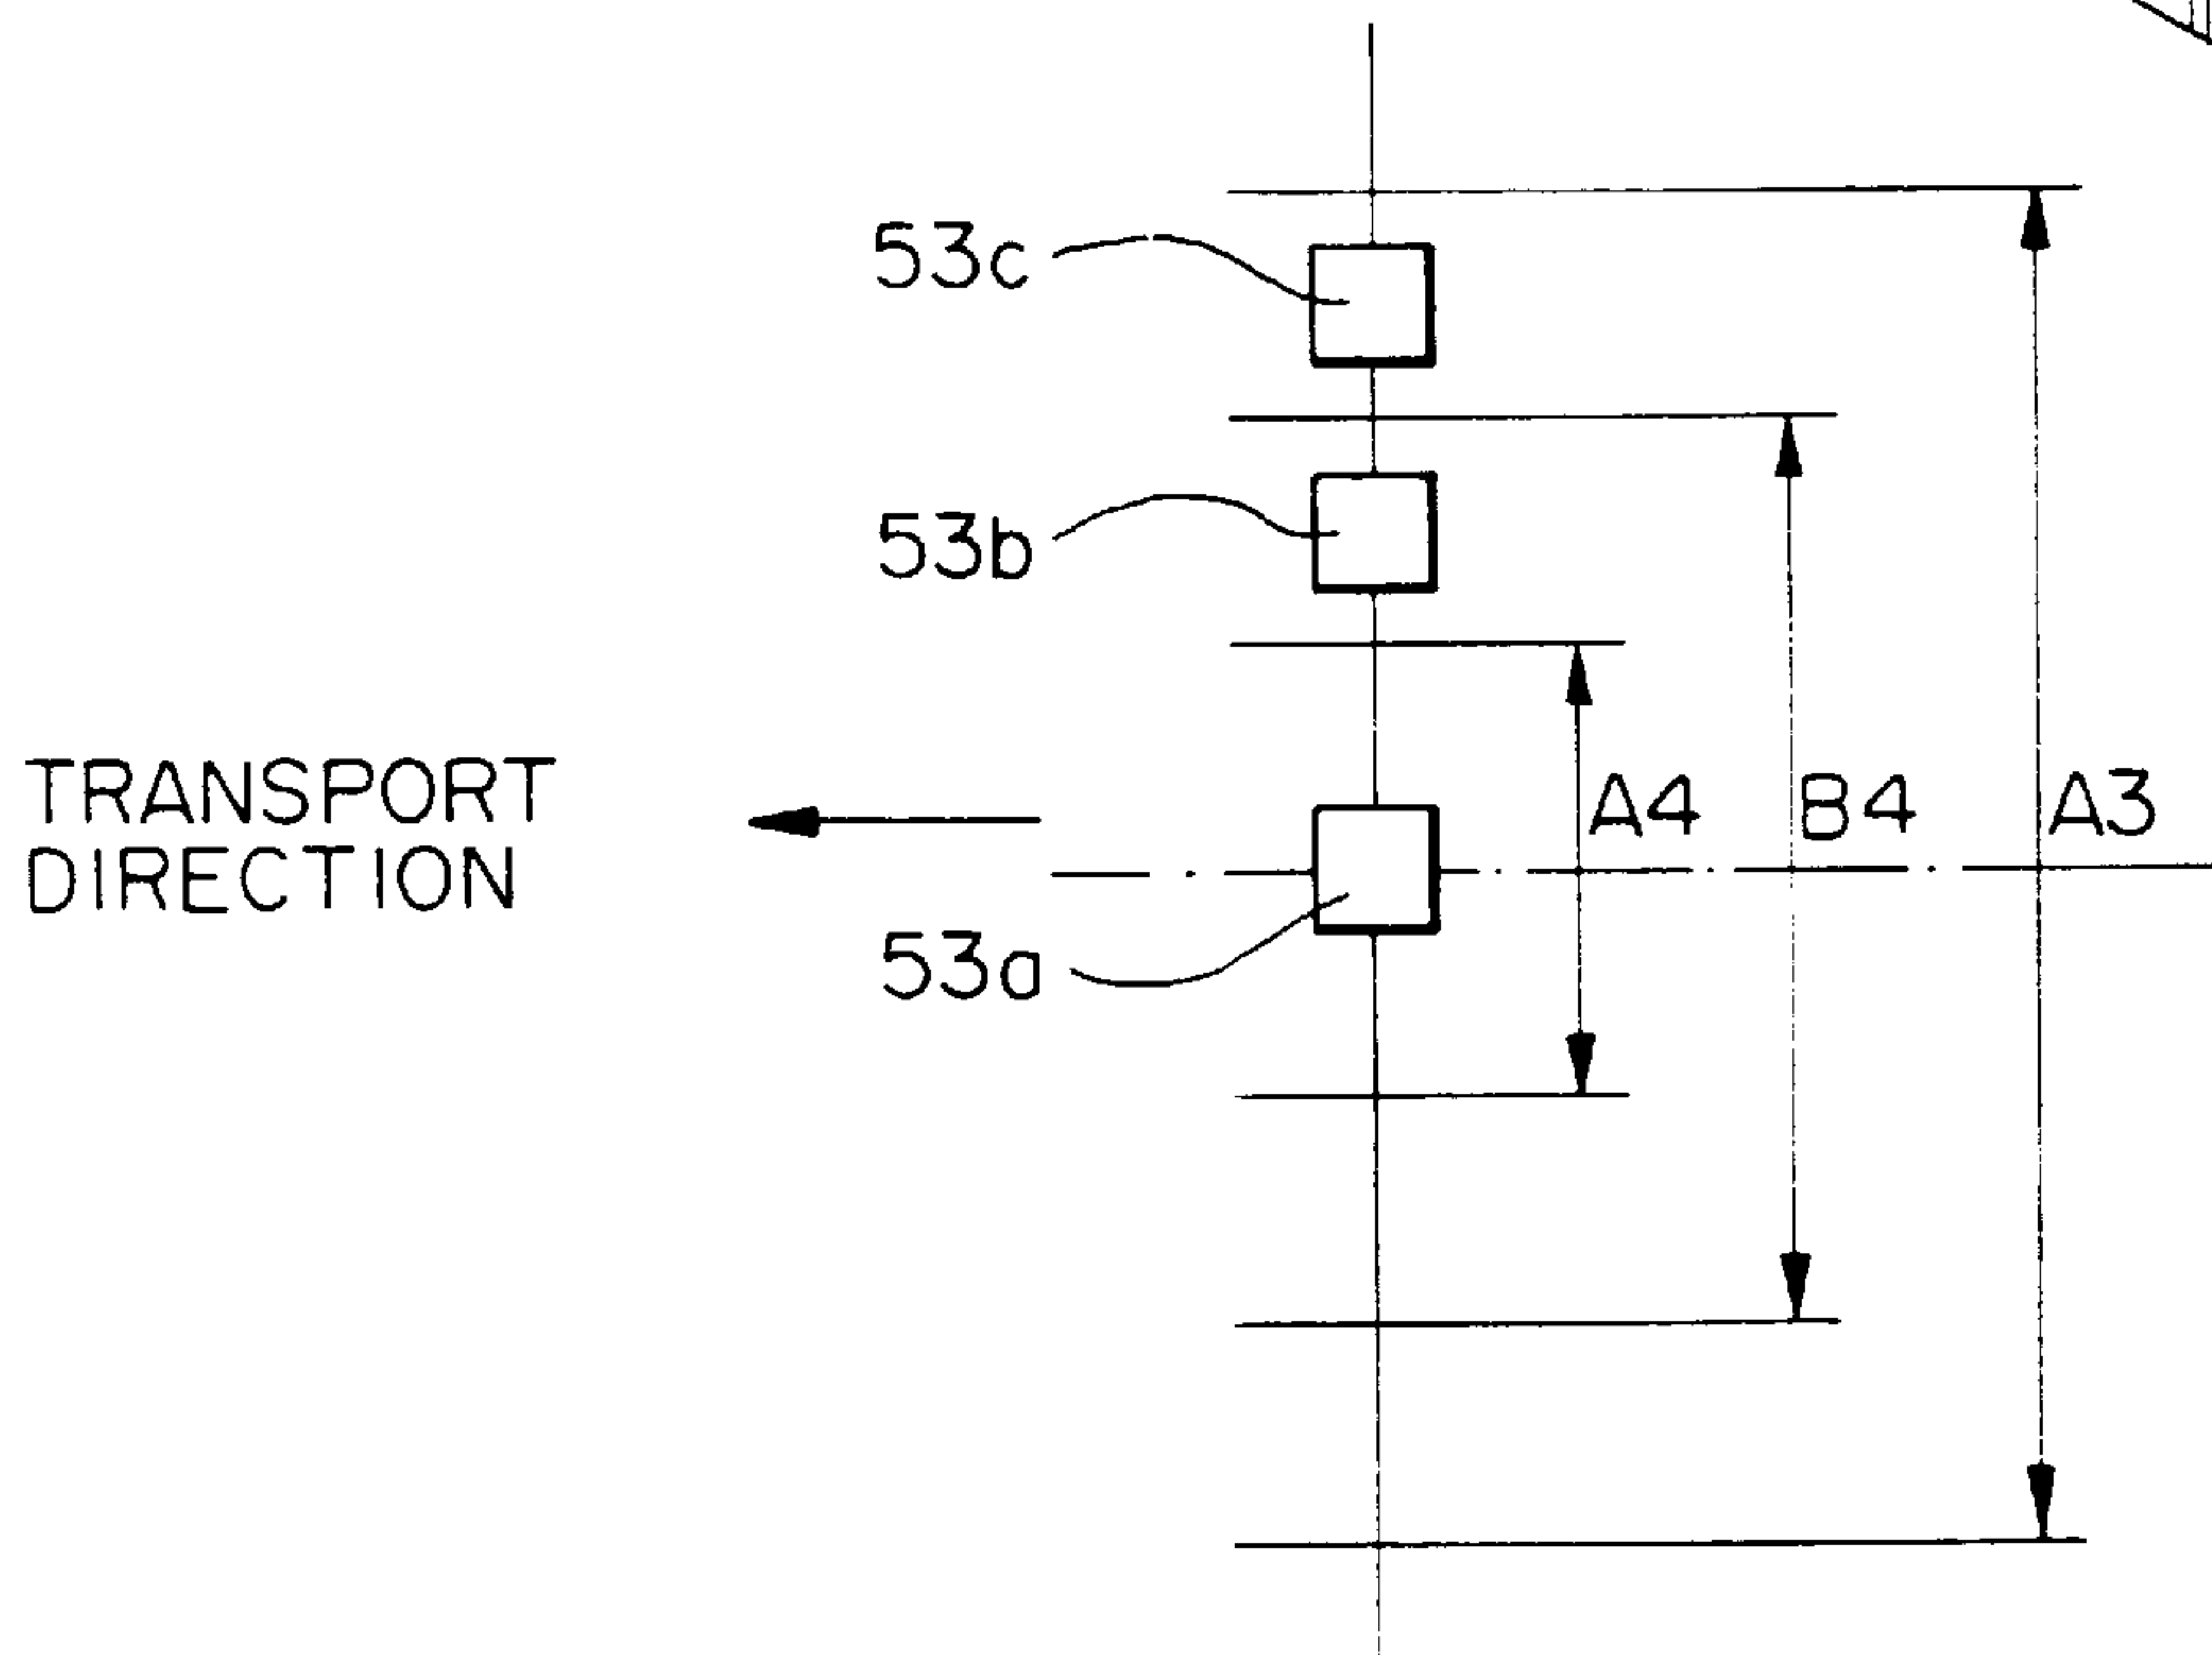 53c
53b
TRANSPORT
DIRECTION
A4
B4
A3
53a